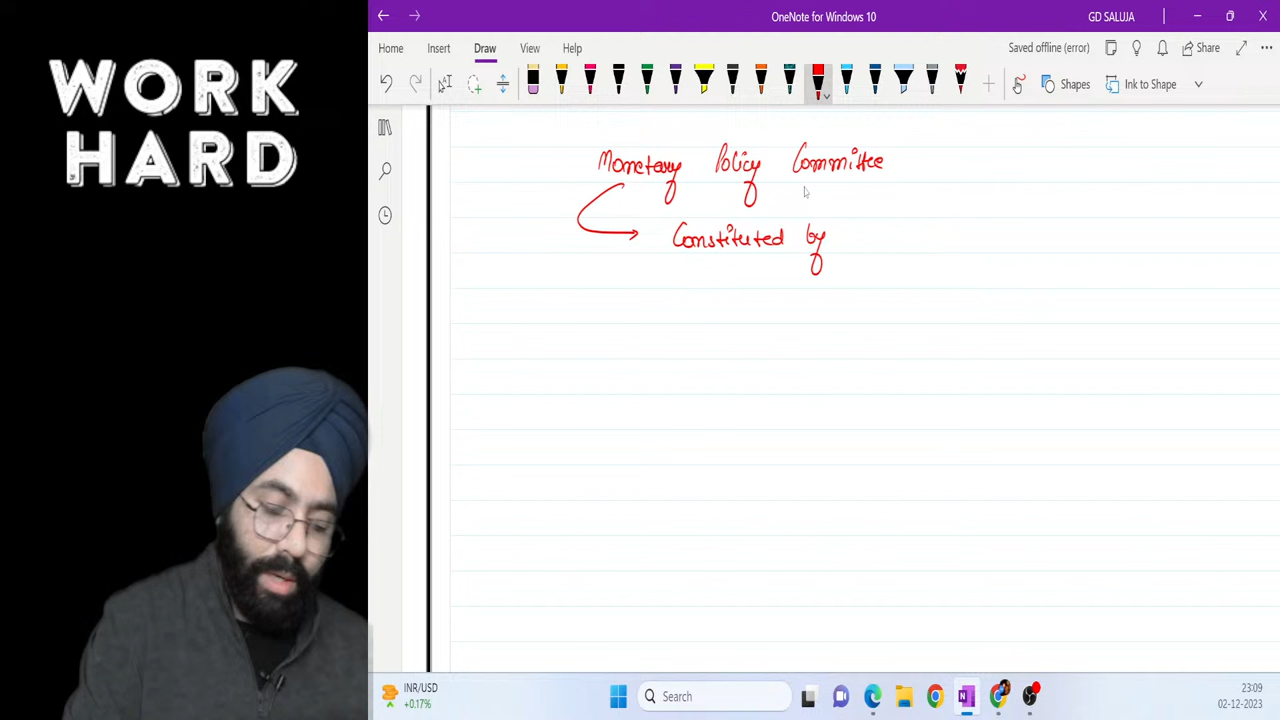 WORK
HARD
OneNote for Windows 10
GD SALUJA
Home Insert Draw View Help
Saved offline (error)
Share
Shapes
Ink to Shape
Monetary Policy Committee
Constituted by
INR/USD
+0.17%
Search
23:09
02-12-2023